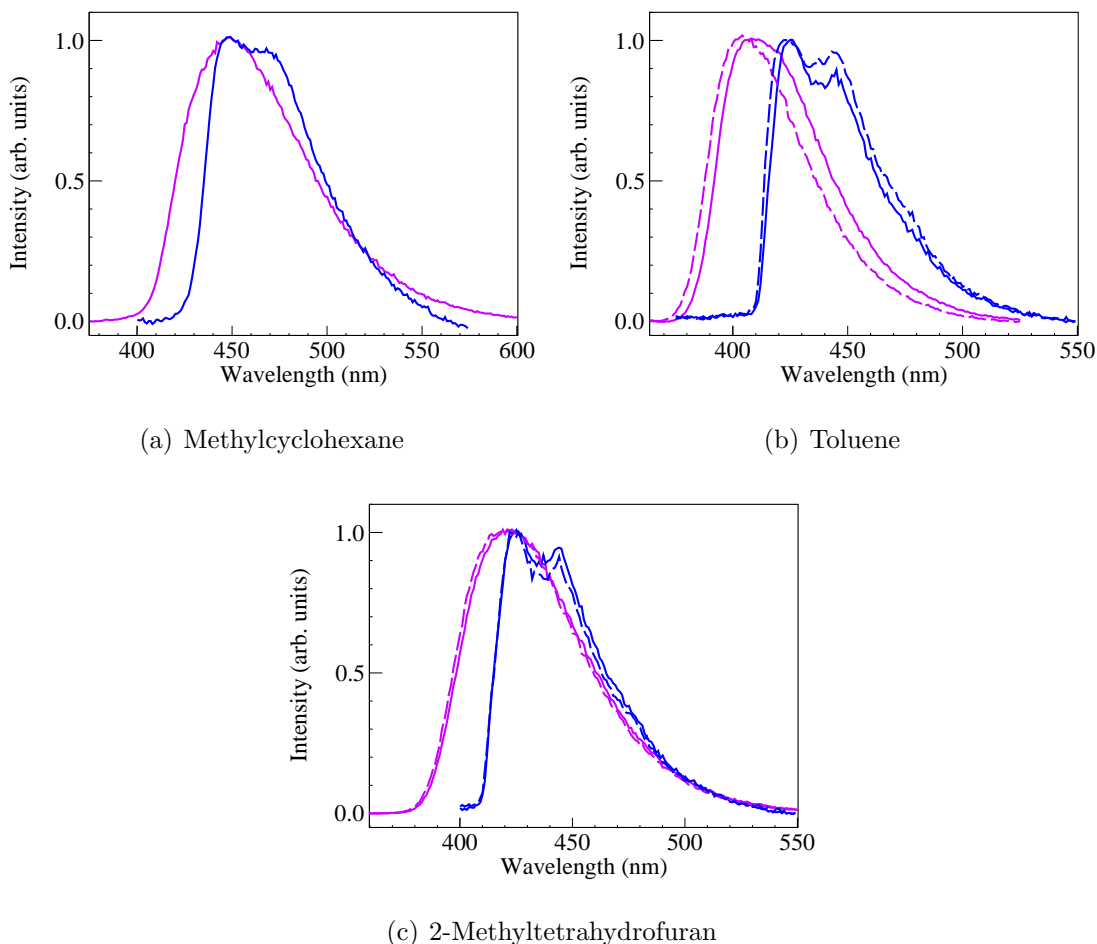 1.0
0.5
0.0
Intensity (arb. units)
400 450 500 550 600
Wavelength (nm)
(a) Methylcyclohexane
1.0
0.5
0.0
Intensity (arb. units)
400 450 500 550
Wavelength (nm)
(b) Toluene
1.0
0.5
0.0
Intensity (arb. units)
400 450 500 550
Wavelength (nm)
(c) 2-Methyltetrahydrofuran